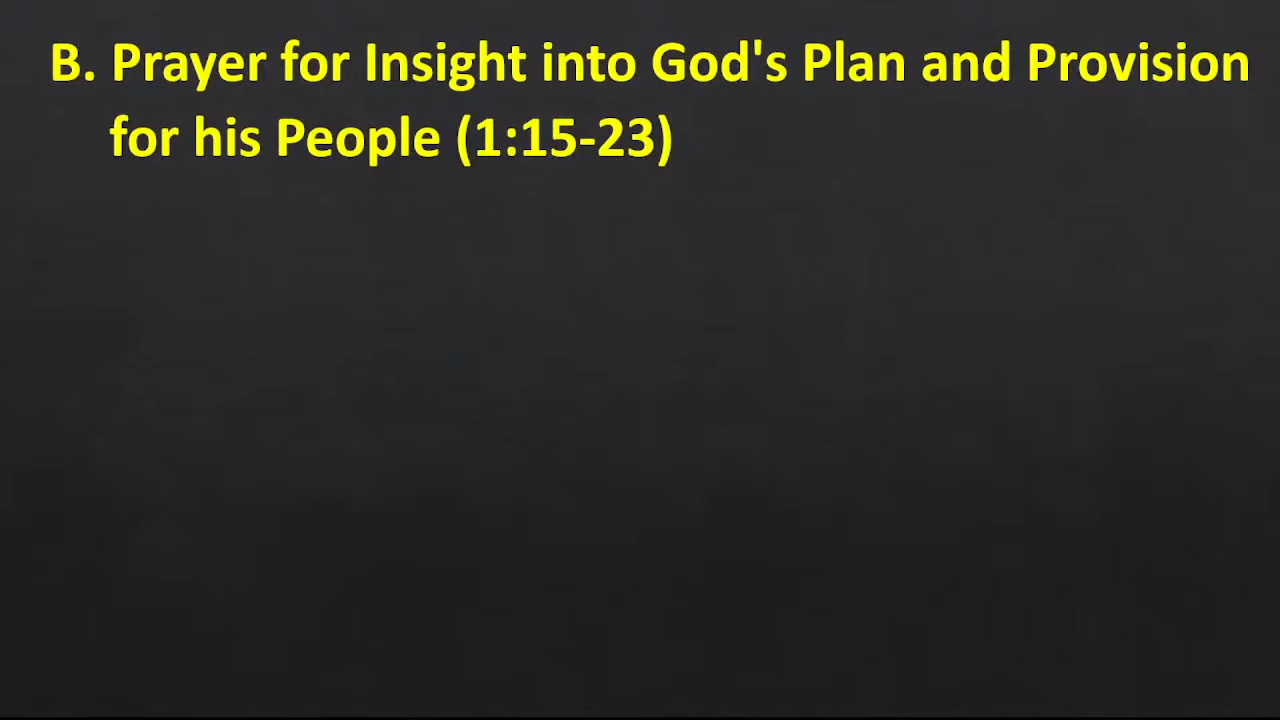 B. Prayer for Insight into God's Plan and Provision
for his People (1:15-23)